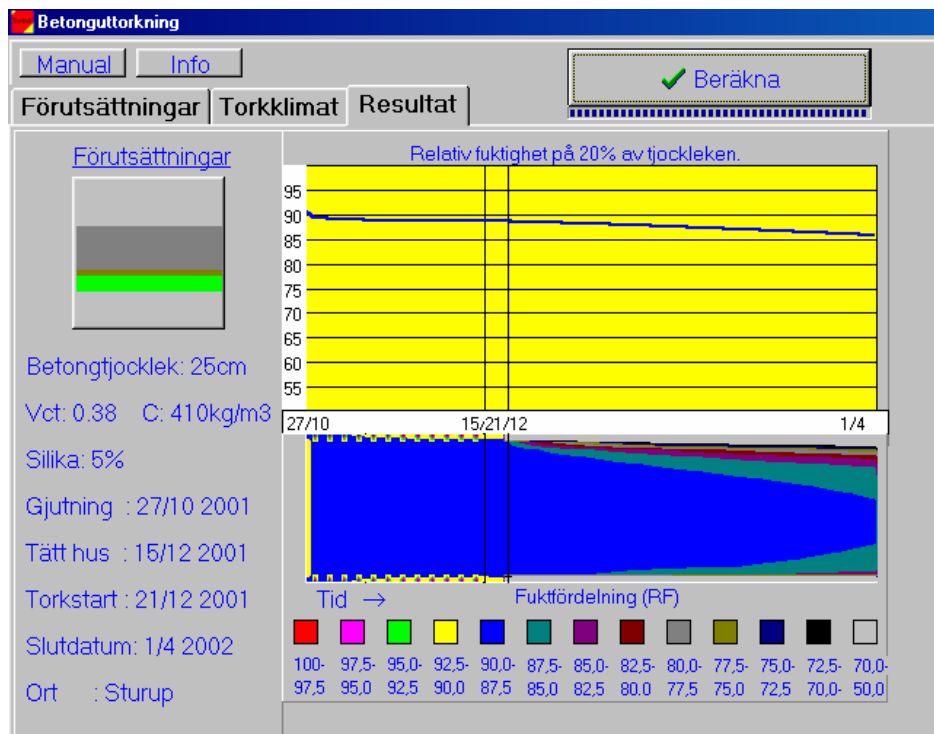 Betonguttorkning
Manual Info
Beräkna
Förutsättningar Torkklimat Resultat
Förutsättningar
Relativ fuktighet på 20% av tjockleken.
95
90
85
80
75
70
65
60
55
27/10 15/21/12 1/4
Betongtjocklek: 25cm
Vct: 0.38 C: 410kg/m3
Silika: 5%
Gjutning : 27/10 2001
Tätt hus : 15/12 2001
Torkstart : 21/12 2001
Slutdatum: 1/4 2002
Ort : Sturup
Tid → Fuktfördelning (RF)
100- 97,5- 95,0- 92,5- 90,0- 87,5- 85,0- 82,5- 80,0- 77,5- 75,0- 72,5- 70,0-
97,5 95,0 92,5 90,0 87,5 85,0 82,5 80.0 77,5 75,0 72,5 70,0- 50,0